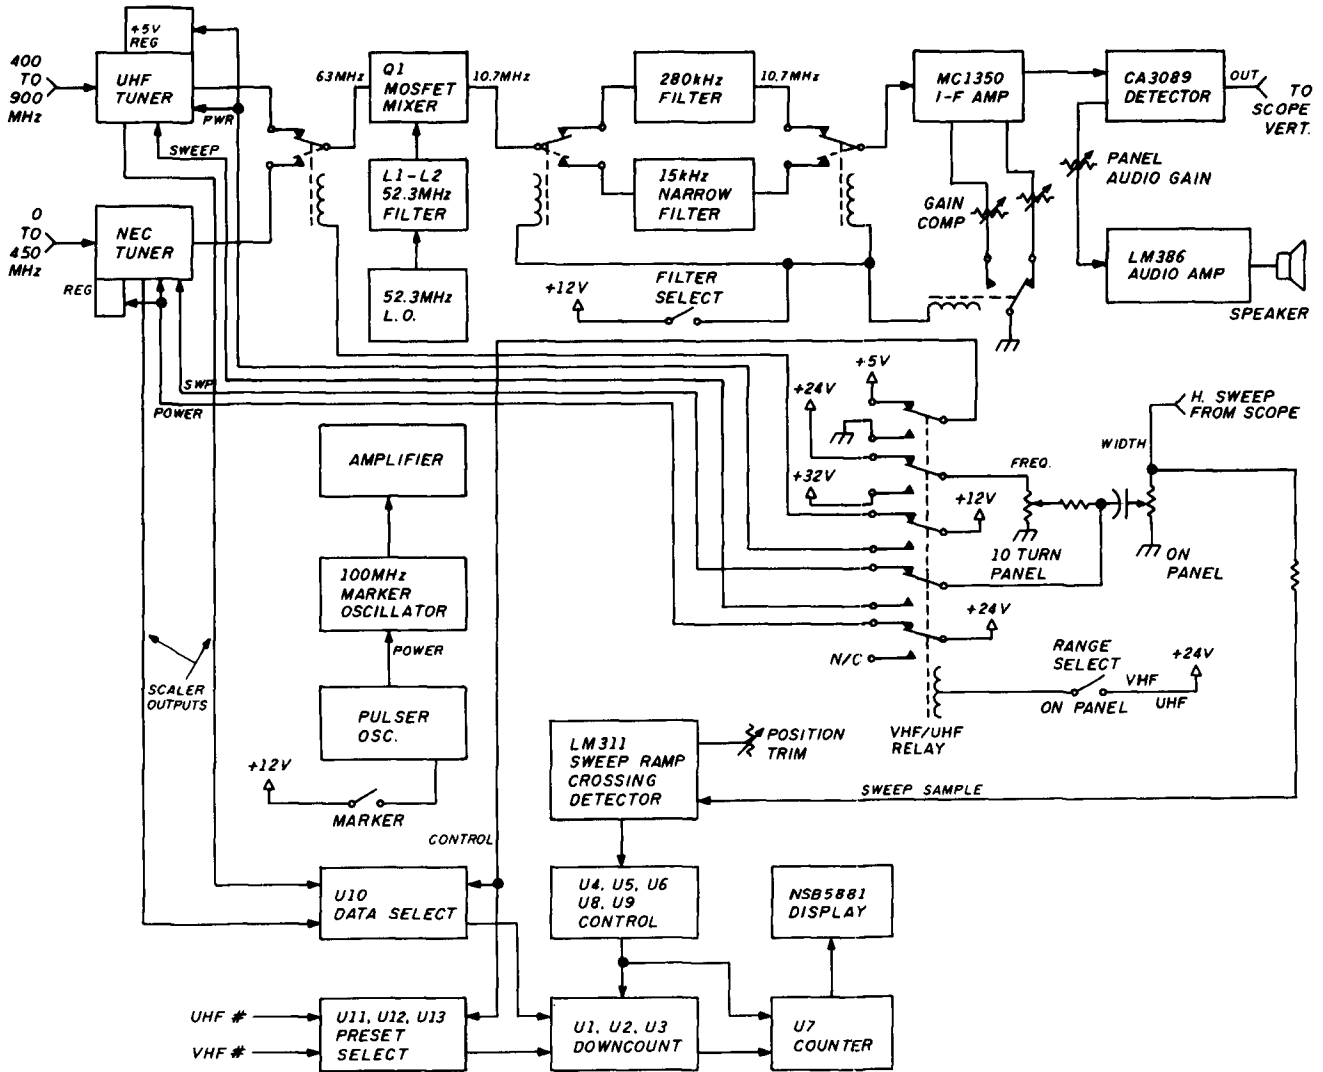 +5V
REG
400
TO
900
MHz
UHF
TUNER
PWR
SWEEP
0
TO
450
MHz
NEC
TUNER
REG
SWP
POWER
63MHz
Q1
MOSFET
MIXER
10.7MHz
L1-L2
52.3MHz
FILTER
52.3MHz
L.O.
280kHz
FILTER
10.7MHz
15kHz
NARROW
FILTER
+12V
FILTER
SELECT
MC1350
I-F AMP
GAIN
COMP
CA3089
DETECTOR
OUT
TO
SCOPE
VERT.
PANEL
AUDIO GAIN
LM386
AUDIO AMP
SPEAKER
+5V
+24V
+32V
+12V
FREQ.
WIDTH
H. SWEEP
FROM SCOPE
10 TURN
PANEL
ON
PANEL
+24V
N/C
RANGE
SELECT
VHF
UHF
+24V
ON PANEL
VHF/UHF
RELAY
AMPLIFIER
100MHz
MARKER
OSCILLATOR
POWER
PULSER
OSC.
+12V
MARKER
SCALER
OUTPUTS
CONTROL
LM311
SWEEP RAMP
CROSSING
DETECTOR
POSITION
TRIM
SWEEP SAMPLE
U10
DATA SELECT
U4, U5, U6
U8, U9
CONTROL
NSB5881
DISPLAY
UHF #
VHF #
U11, U12, U13
PRESET
SELECT
U1, U2, U3
DOWNCOUNT
U7
COUNTER